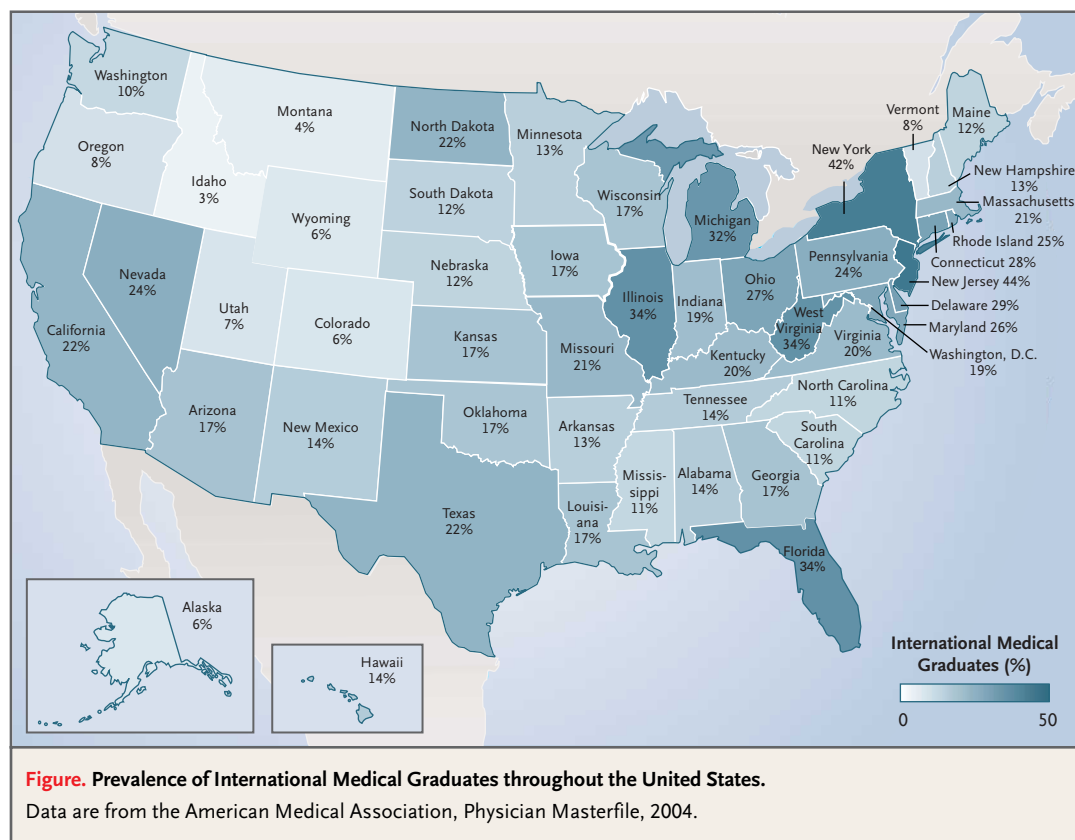 Washington
10%
Montana
4%
North Dakota
22%
Minnesota
13%
Vermont
8%
Maine
12%
Oregon
8%
Idaho
3%
New York
42%
New Hampshire
13%
South Dakota
12%
Wisconsin
17%
Michigan
32%
Massachusetts
21%
Wyoming
6%
Rhode Island 25%
Connecticut 28%
Pennsylvania
24%
New Jersey 44%
Nevada
24%
Nebraska
12%
Iowa
17%
Illinois
34%
Indiana
19%
Ohio
27%
Delaware 29%
Utah
7%
Colorado
6%
West
Virginia
34%
Maryland 26%
California
22%
Kansas
17%
Missouri
21%
Kentucky
20%
Virginia
20%
Washington, D.C.
19%
Arizona
17%
New Mexico
14%
Oklahoma
17%
Arkansas
13%
Tennessee
14%
North Carolina
11%
South
Carolina
11%
Missis-
sippi
11%
Alabama
14%
Georgia
17%
Texas
22%
Louisi-
ana
17%
Florida
34%
Alaska
6%
Hawaii
14%
International Medical
Graduates (%)
0
50
Figure. Prevalence of International Medical Graduates throughout the United States.
Data are from the American Medical Association, Physician Masterfile, 2004.